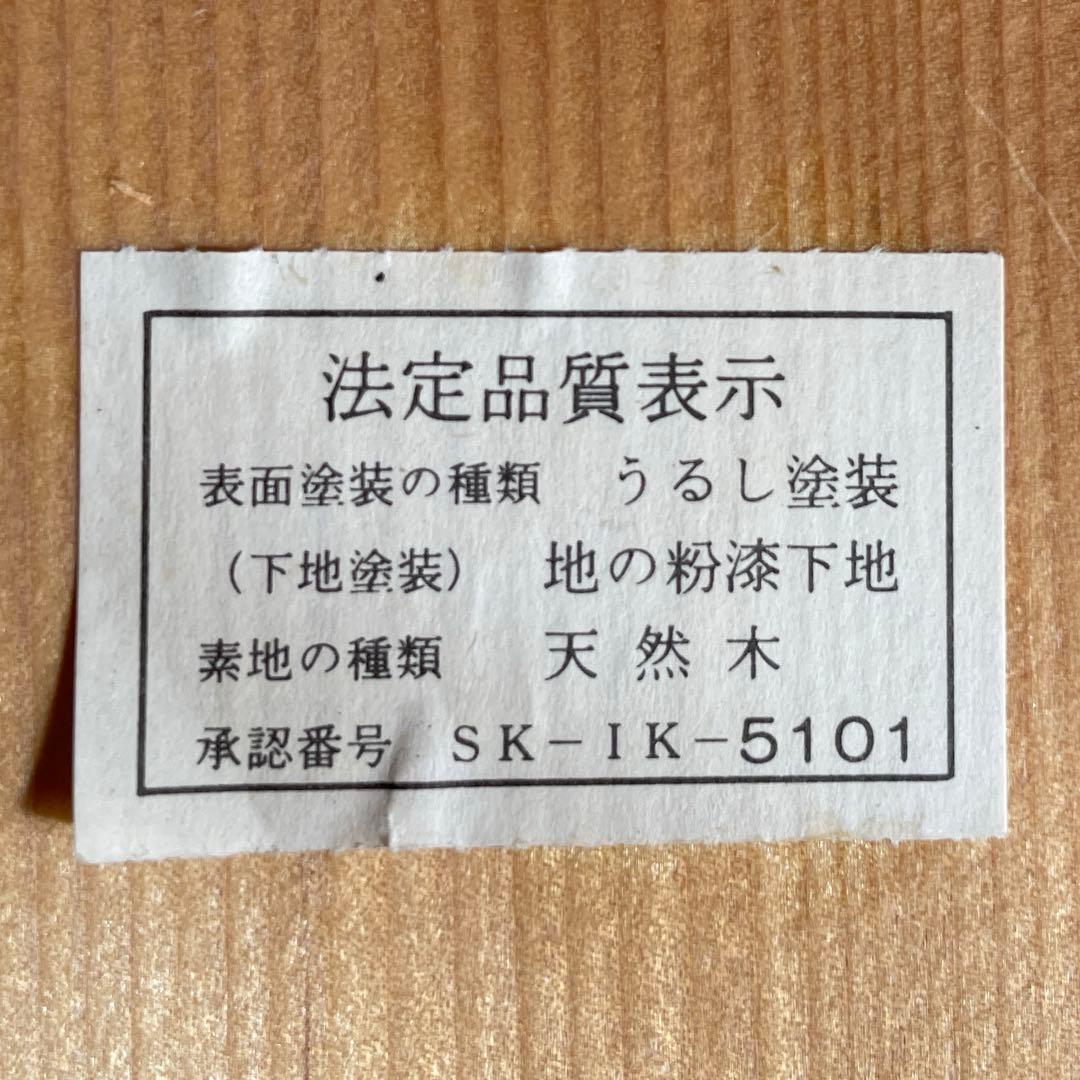 法定品質表示
表面塗装の種類 うるし塗装
(下地塗装) 地の粉漆下地
素地の種類 天然木
承認番号 SK-IK-5101